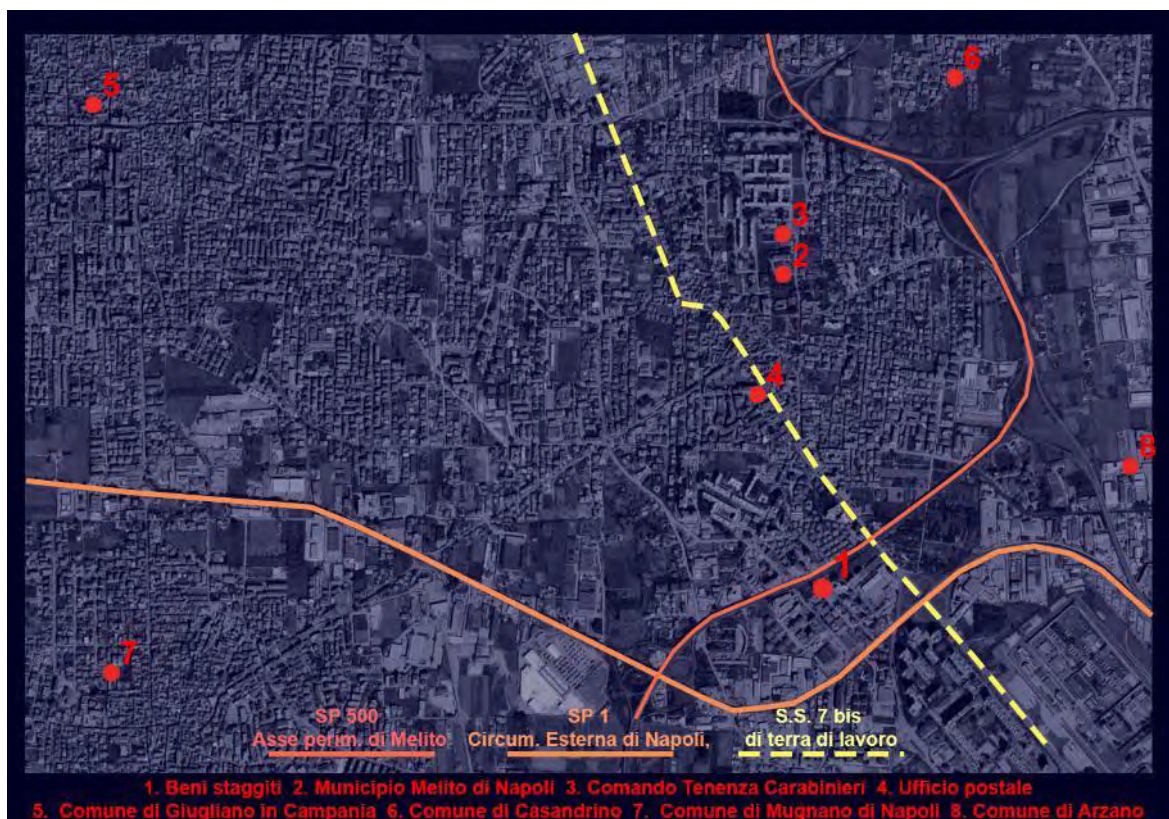 5
6
3
2
4
8
1
7
SP 500
Asse perim. di Melito
SP 1
Circum. Esterna di Napoli,
S.S. 7 bis
di terra di lavoro
1. Beni staggiti 2. Municipio Melito di Napoli 3. Comando Tenenza Carabinieri 4. Ufficio postale
5. Comune di Giugliano in Campania 6. Comune di Casandrino 7. Comune di Mugnano di Napoli 8. Comune di Arzano